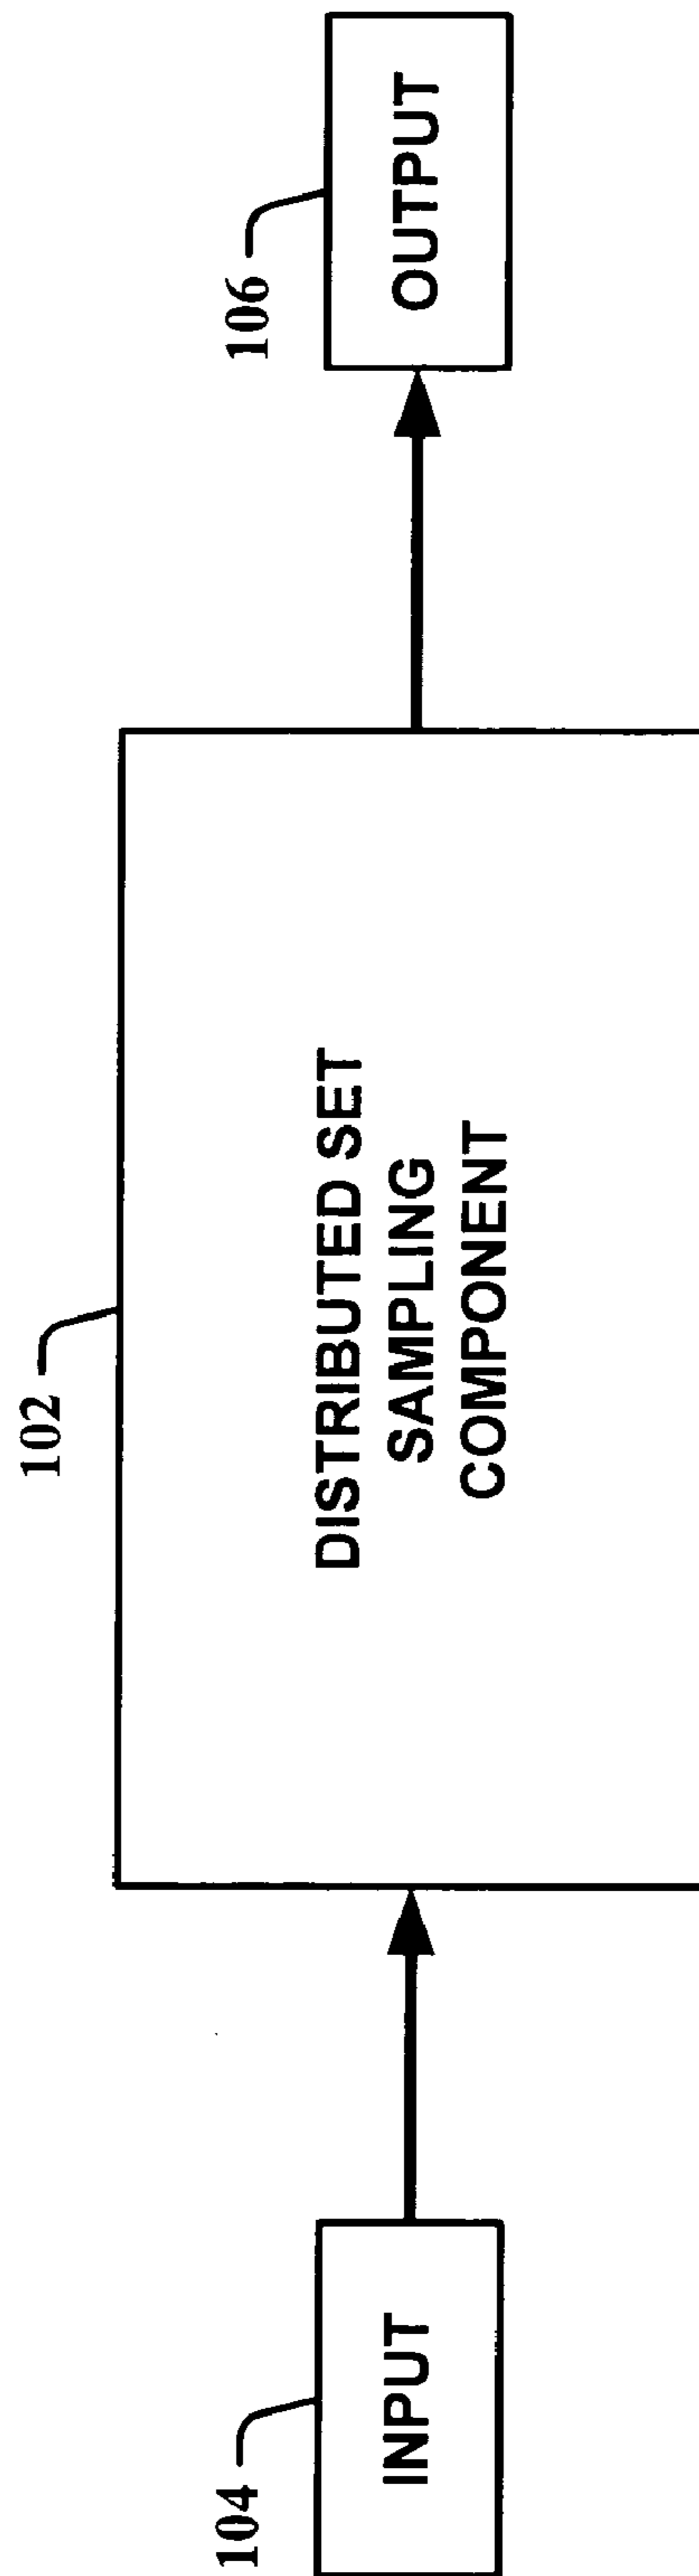 102
104
106
INPUT
DISTRIBUTED SET
SAMPLING
COMPONENT
OUTPUT